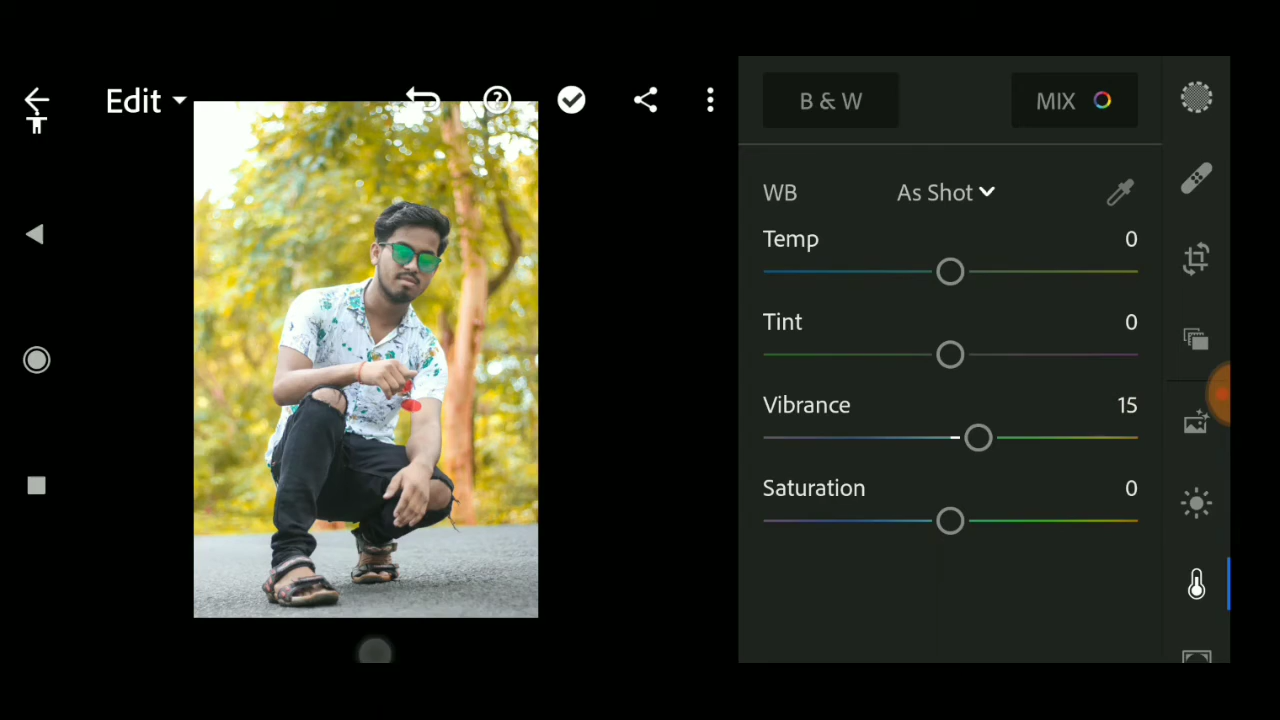 Edit
B & W
MIX
WB As Shot
Temp 0
Tint 0
Vibrance 15
Saturation 0